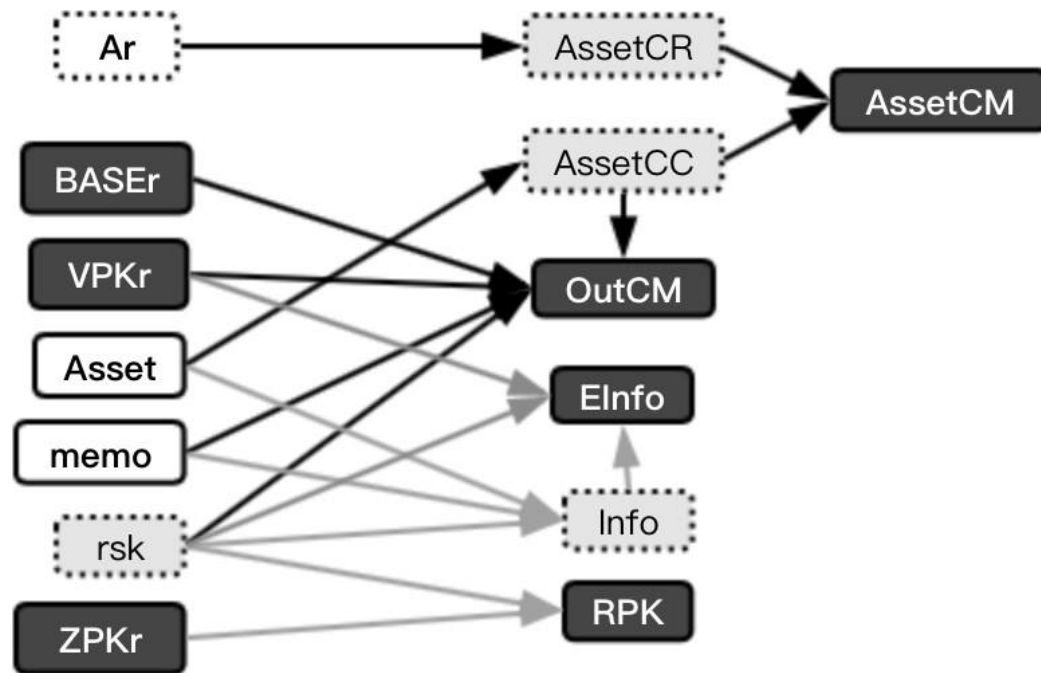 Ar
AssetCR
AssetCM
AssetCC
BASEr
VPKr
OutCM
Asset
EInfo
memo
Info
rsk
RPK
ZPKr